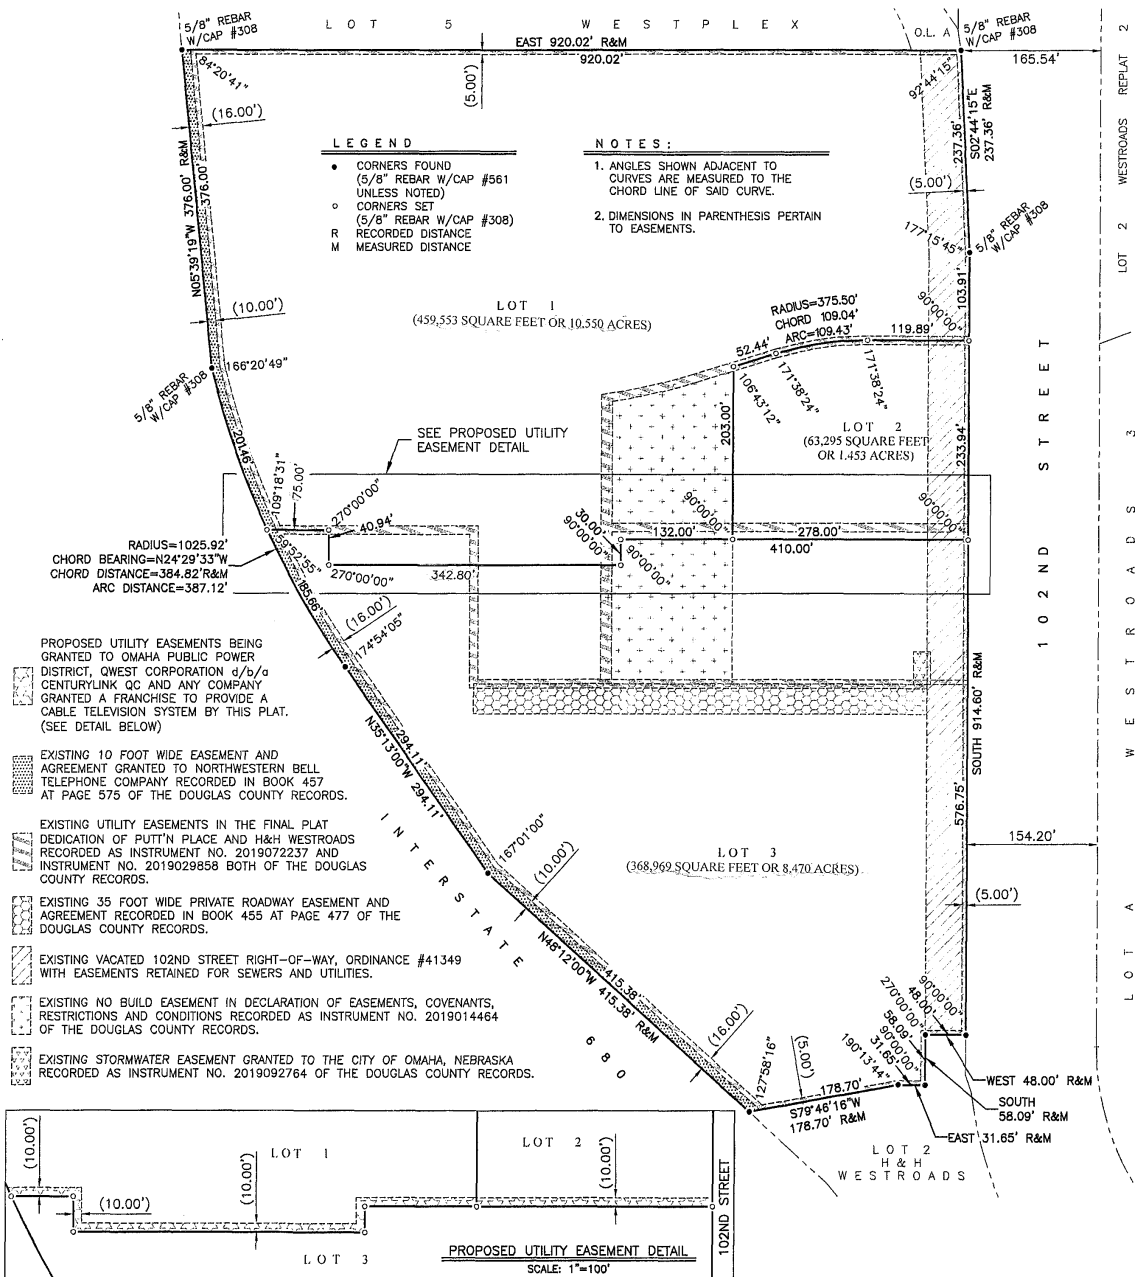 5/8" REBAR
W/CAP #308
LOT 5 WESTPLEX
O.L. A
5/8" REBAR
W/CAP #308
EAST 920.02' R&M
920.02'
165.54'
84°20'41"
(5.00')
92°44'15"
(16.00')
237.36'
S02°44'15"E
237.36' R&M
LOT 2 WESTROADS REPLAT 2
LEGEND
● CORNERS FOUND
(5/8" REBAR W/CAP #561
UNLESS NOTED)
○ CORNERS SET
(5/8" REBAR W/CAP #308)
R RECORDED DISTANCE
M MEASURED DISTANCE
NOTES:
1. ANGLES SHOWN ADJACENT TO
CURVES ARE MEASURED TO THE
CHORD LINE OF SAID CURVE.
2. DIMENSIONS IN PARENTHESIS PERTAIN
TO EASEMENTS.
N05°39'19"W 376.00' R&M
376.00'
(5.00')
177°15'45"
5/8" REBAR
W/CAP #308
(10.00')
103.91'
LOT 1
(459,553 SQUARE FEET OR 10.550 ACRES)
RADIUS=375.50'
CHORD 109.04'
ARC=109.43'
90°00'00"
119.89'
52.44'
171°38'24"
171°38'24"
106°43'12"
166°20'49"
5/8" REBAR
W/CAP #308
203.00'
LOT 2
(63,295 SQUARE FEET
OR 1.453 ACRES)
233.94'
102ND STREET
WESTROADS 3
SEE PROPOSED UTILITY
EASEMENT DETAIL
201.46'
109°18'31"
75.00'
270°00'00"
40.94'
30.00'
90°00'00"
132.00'
90°00'00"
278.00'
90°00'00"
410.00'
90°00'00"
RADIUS=1025.92'
CHORD BEARING=N24°29'33"W
CHORD DISTANCE=384.82'R&M
ARC DISTANCE=387.12'
59°52'55"
270°00'00"
342.80'
185.66'
(16.00')
174°54'05"
PROPOSED UTILITY EASEMENTS BEING
GRANTED TO OMAHA PUBLIC POWER
DISTRICT, QWEST CORPORATION d/b/a
CENTURYLINK QC AND ANY COMPANY
GRANTED A FRANCHISE TO PROVIDE A
CABLE TELEVISION SYSTEM BY THIS PLAT.
(SEE DETAIL BELOW)
EXISTING 10 FOOT WIDE EASEMENT AND
AGREEMENT GRANTED TO NORTHWESTERN BELL
TELEPHONE COMPANY RECORDED IN BOOK 457
AT PAGE 575 OF THE DOUGLAS COUNTY RECORDS.
EXISTING UTILITY EASEMENTS IN THE FINAL PLAT
DEDICATION OF PUTT'N PLACE AND H&H WESTROADS
RECORDED AS INSTRUMENT NO. 2019072237 AND
INSTRUMENT NO. 2019029858 BOTH OF THE DOUGLAS
COUNTY RECORDS.
EXISTING 35 FOOT WIDE PRIVATE ROADWAY EASEMENT AND
AGREEMENT RECORDED IN BOOK 455 AT PAGE 477 OF THE
DOUGLAS COUNTY RECORDS.
EXISTING VACATED 102ND STREET RIGHT-OF-WAY, ORDINANCE #41349
WITH EASEMENTS RETAINED FOR SEWERS AND UTILITIES.
EXISTING NO BUILD EASEMENT IN DECLARATION OF EASEMENTS, COVENANTS,
RESTRICTIONS AND CONDITIONS RECORDED AS INSTRUMENT NO. 2019014464
OF THE DOUGLAS COUNTY RECORDS.
EXISTING STORMWATER EASEMENT GRANTED TO THE CITY OF OMAHA, NEBRASKA
RECORDED AS INSTRUMENT NO. 2019092764 OF THE DOUGLAS COUNTY RECORDS.
294.11'
N35°13'00"W 294.11'
SOUTH 914.60' R&M
576.75'
INTERSTATE 680
167°01'00"
(10.00')
LOT 3
(368,969 SQUARE FEET OR 8.470 ACRES)
154.20'
(5.00')
LOT A
415.38'
N48°12'00"W 415.38' R&M
(16.00')
127°58'16"
(5.00')
178.70'
S79°46'16"W
178.70' R&M
190°13'44"
31.65'
90°00'00"
58.09'
270°00'00"
48.00'
90°00'00"
WEST 48.00' R&M
SOUTH
58.09' R&M
EAST 31.65' R&M
LOT 2
H&H
WESTROADS
(10.00')
LOT 1
(10.00')
(10.00')
LOT 2
(10.00')
LOT 3
102ND STREET
PROPOSED UTILITY EASEMENT DETAIL
SCALE: 1"=100'